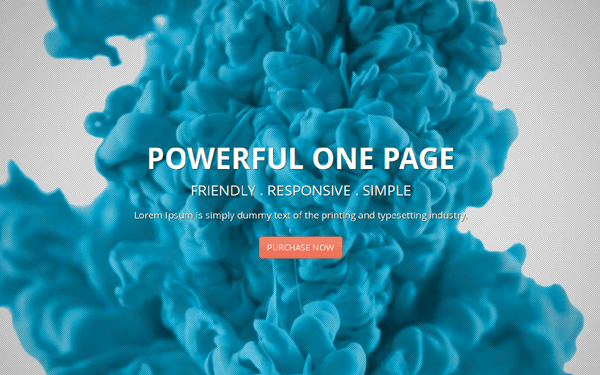 POWERFUL ONE PAGE
FRIENDLY . RESPONSIVE . SIMPLE
Lorem Ipsum is simply dummy text of the printing and typesetting industry.
PURCHASE NOW